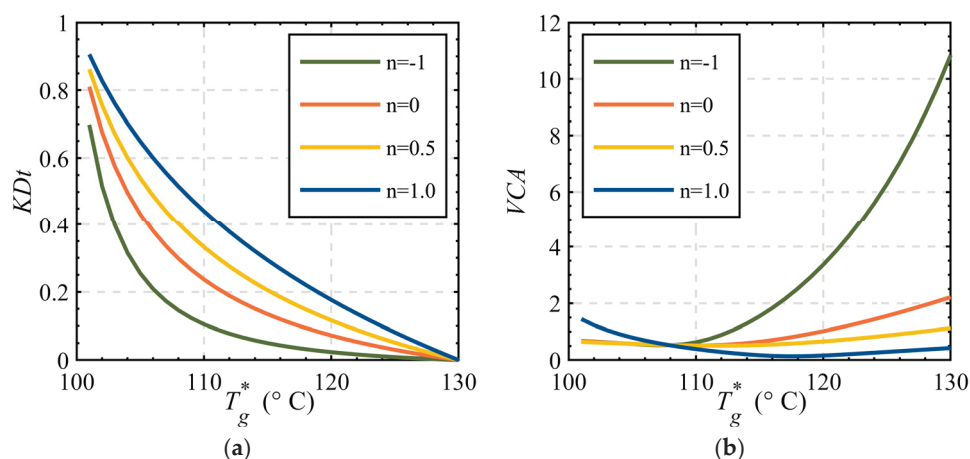 1
0.8
0.6
0.4
0.2
0
KDt
n=-1
n=0
n=0.5
n=1.0
100 110 120 130
T*g (° C)
(a)
12
10
8
6
4
2
0
VCA
n=-1
n=0
n=0.5
n=1.0
100 110 120 130
T*g (° C)
(b)